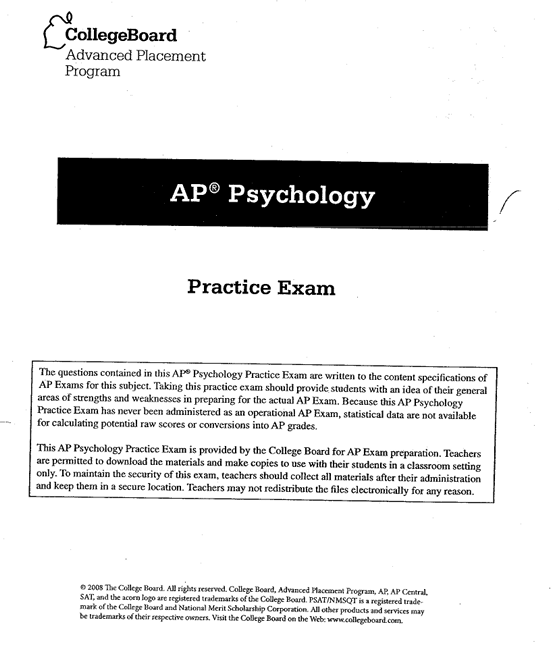 CollegeBoard
Advanced Placement
Program
AP® Psychology
Practice Exam
The questions contained in this AP® Psychology Practice Exam are written to the content specifications of
AP Exams for this subject. Taking this practice exam should provide students with an idea of their general
areas of strengths and weaknesses in preparing for the actual AP Exam. Because this AP Psychology
Practice Exam has never been administered as an operational AP Exam, statistical data are not available
for calculating potential raw scores or conversions into AP grades.
This AP Psychology Practice Exam is provided by the College Board for AP Exam preparation. Teachers
are permitted to download the materials and make copies to use with their students in a classroom setting
only. To maintain the security of this exam, teachers should collect all materials after their administration
and keep them in a secure location. Teachers may not redistribute the files electronically for any reason.
© 2008 The College Board. All rights reserved. College Board, Advanced Placement Program, AP, AP Central,
SAT, and the acorn logo are registered trademarks of the College Board. PSAT/NMSQT is a registered trade-
mark of the College Board and National Merit Scholarship Corporation. All other products and services may
be trademarks of their respective owners. Visit the College Board on the Web: www.collegeboard.com.